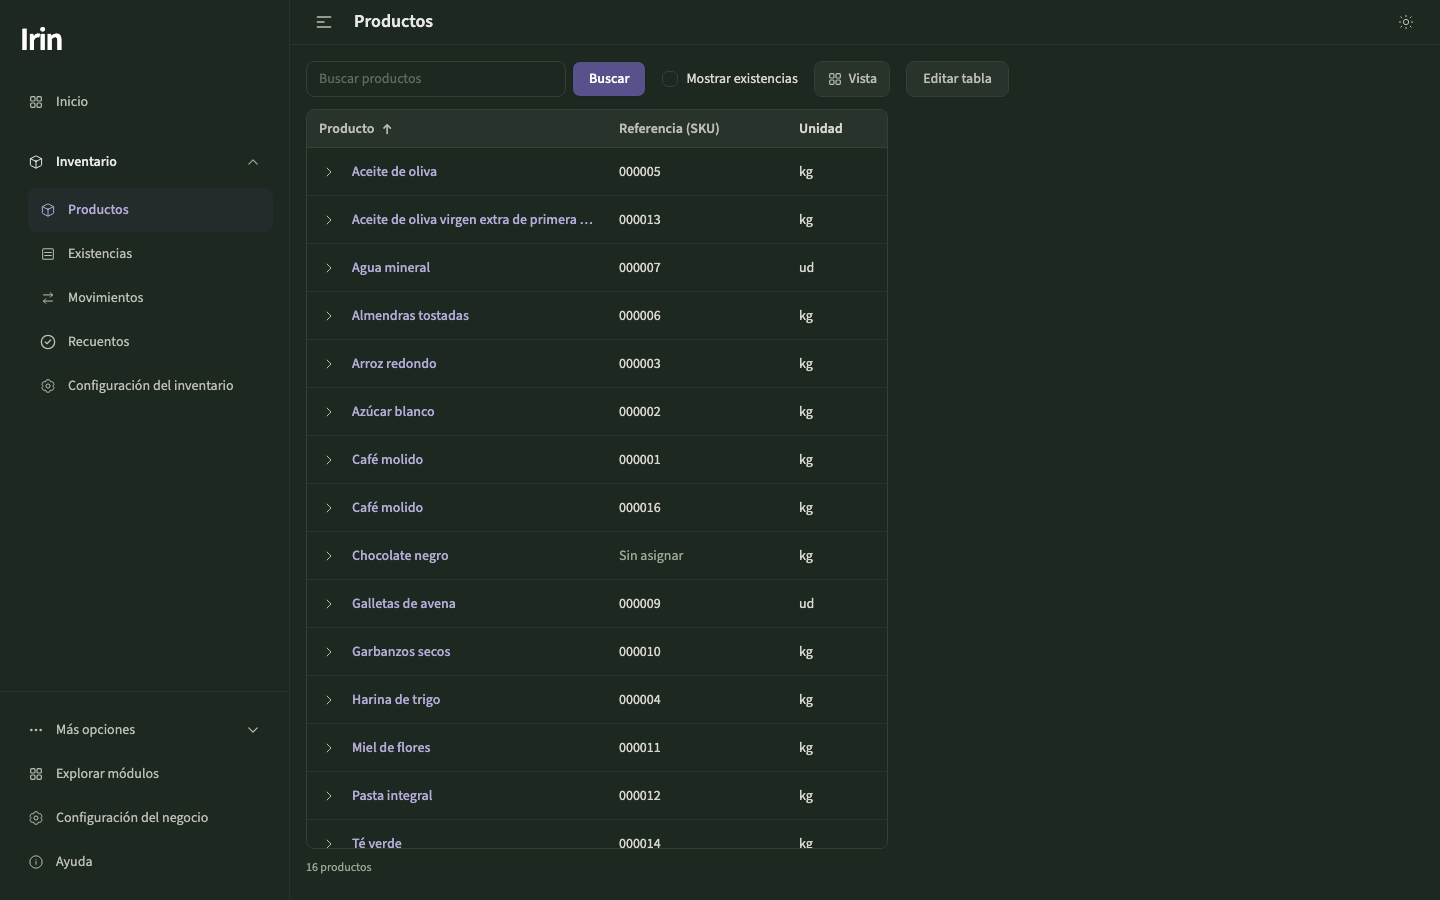 Irin
Productos
Inicio
Inventario
Productos
Existencias
Movimientos
Recuentos
Configuración del inventario
Más opciones
Explorar módulos
Configuración del negocio
Ayuda
Buscar productos
Buscar
Mostrar existencias
Vista
Editar tabla
Producto Referencia (SKU) Unidad
Aceite de oliva 000005 kg
Aceite de oliva virgen extra de primera ... 000013 kg
Agua mineral 000007 ud
Almendras tostadas 000006 kg
Arroz redondo 000003 kg
Azúcar blanco 000002 kg
Café molido 000001 kg
Café molido 000016 kg
Chocolate negro Sin asignar kg
Galletas de avena 000009 ud
Garbanzos secos 000010 kg
Harina de trigo 000004 kg
Miel de flores 000011 kg
Pasta integral 000012 kg
Té verde 000014 kg
16 productos